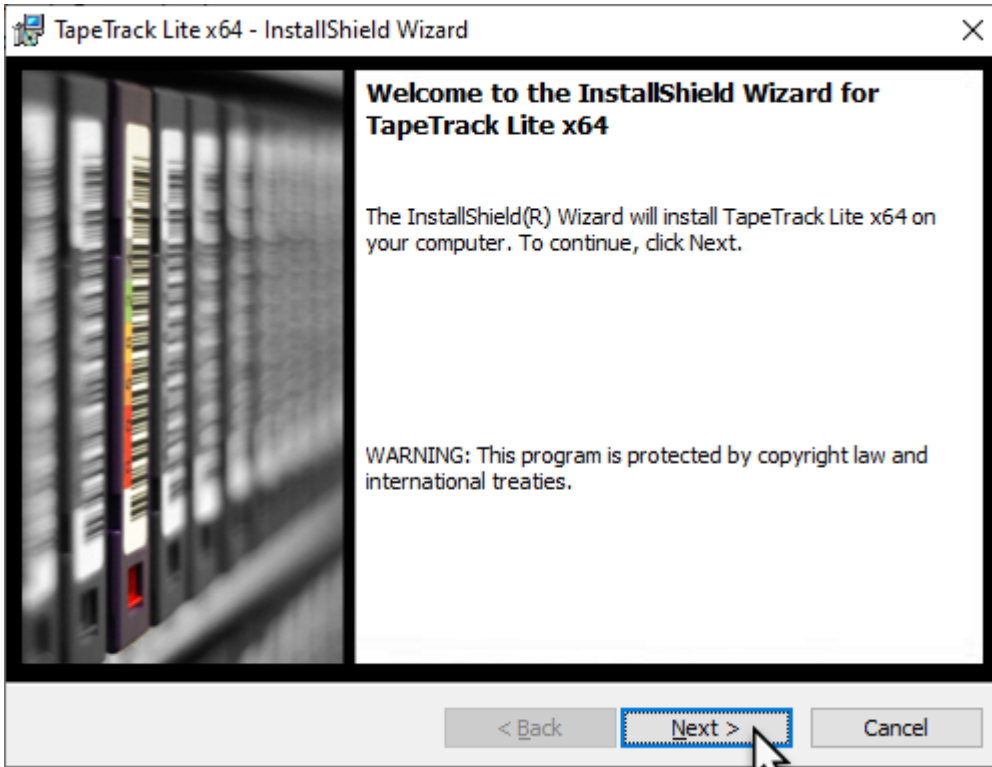 TapeTrack Lite x64 - InstallShield Wizard
Welcome to the InstallShield Wizard for
TapeTrack Lite x64
The InstallShield(R) Wizard will install TapeTrack Lite x64 on
your computer. To continue, click Next.
WARNING: This program is protected by copyright law and
international treaties.
< Back
Next >
Cancel